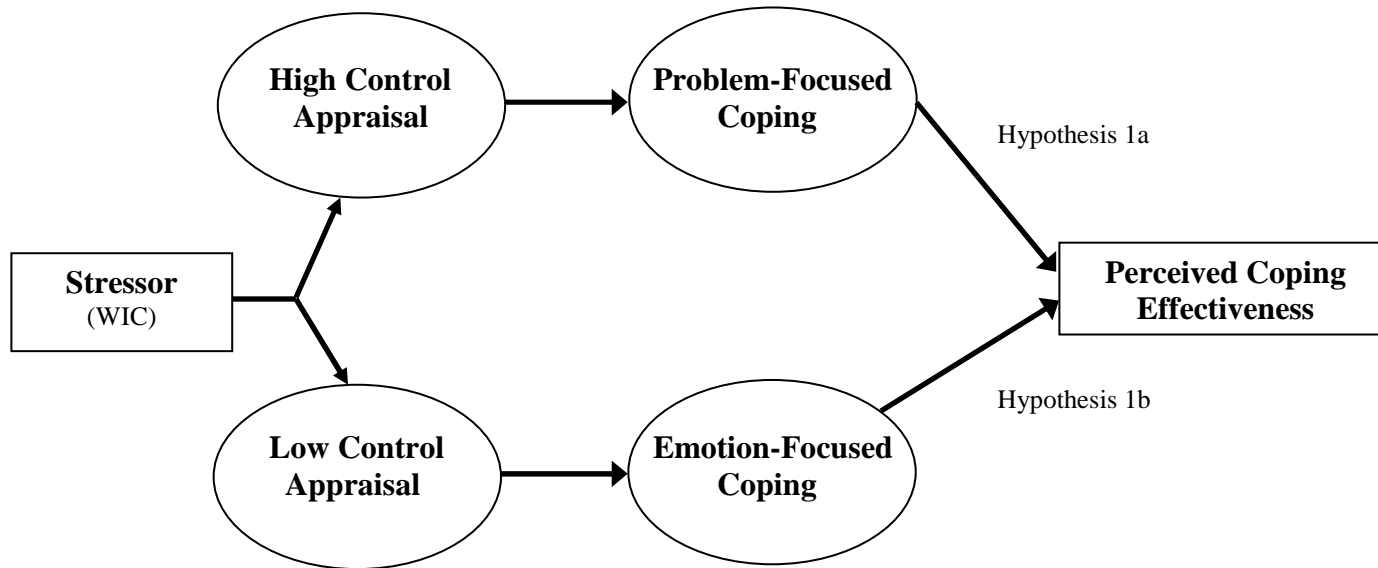 High Control
Appraisal
Problem-Focused
Coping
Hypothesis 1a
Stressor
(WIC)
Perceived Coping
Effectiveness
Low Control
Appraisal
Emotion-Focused
Coping
Hypothesis 1b